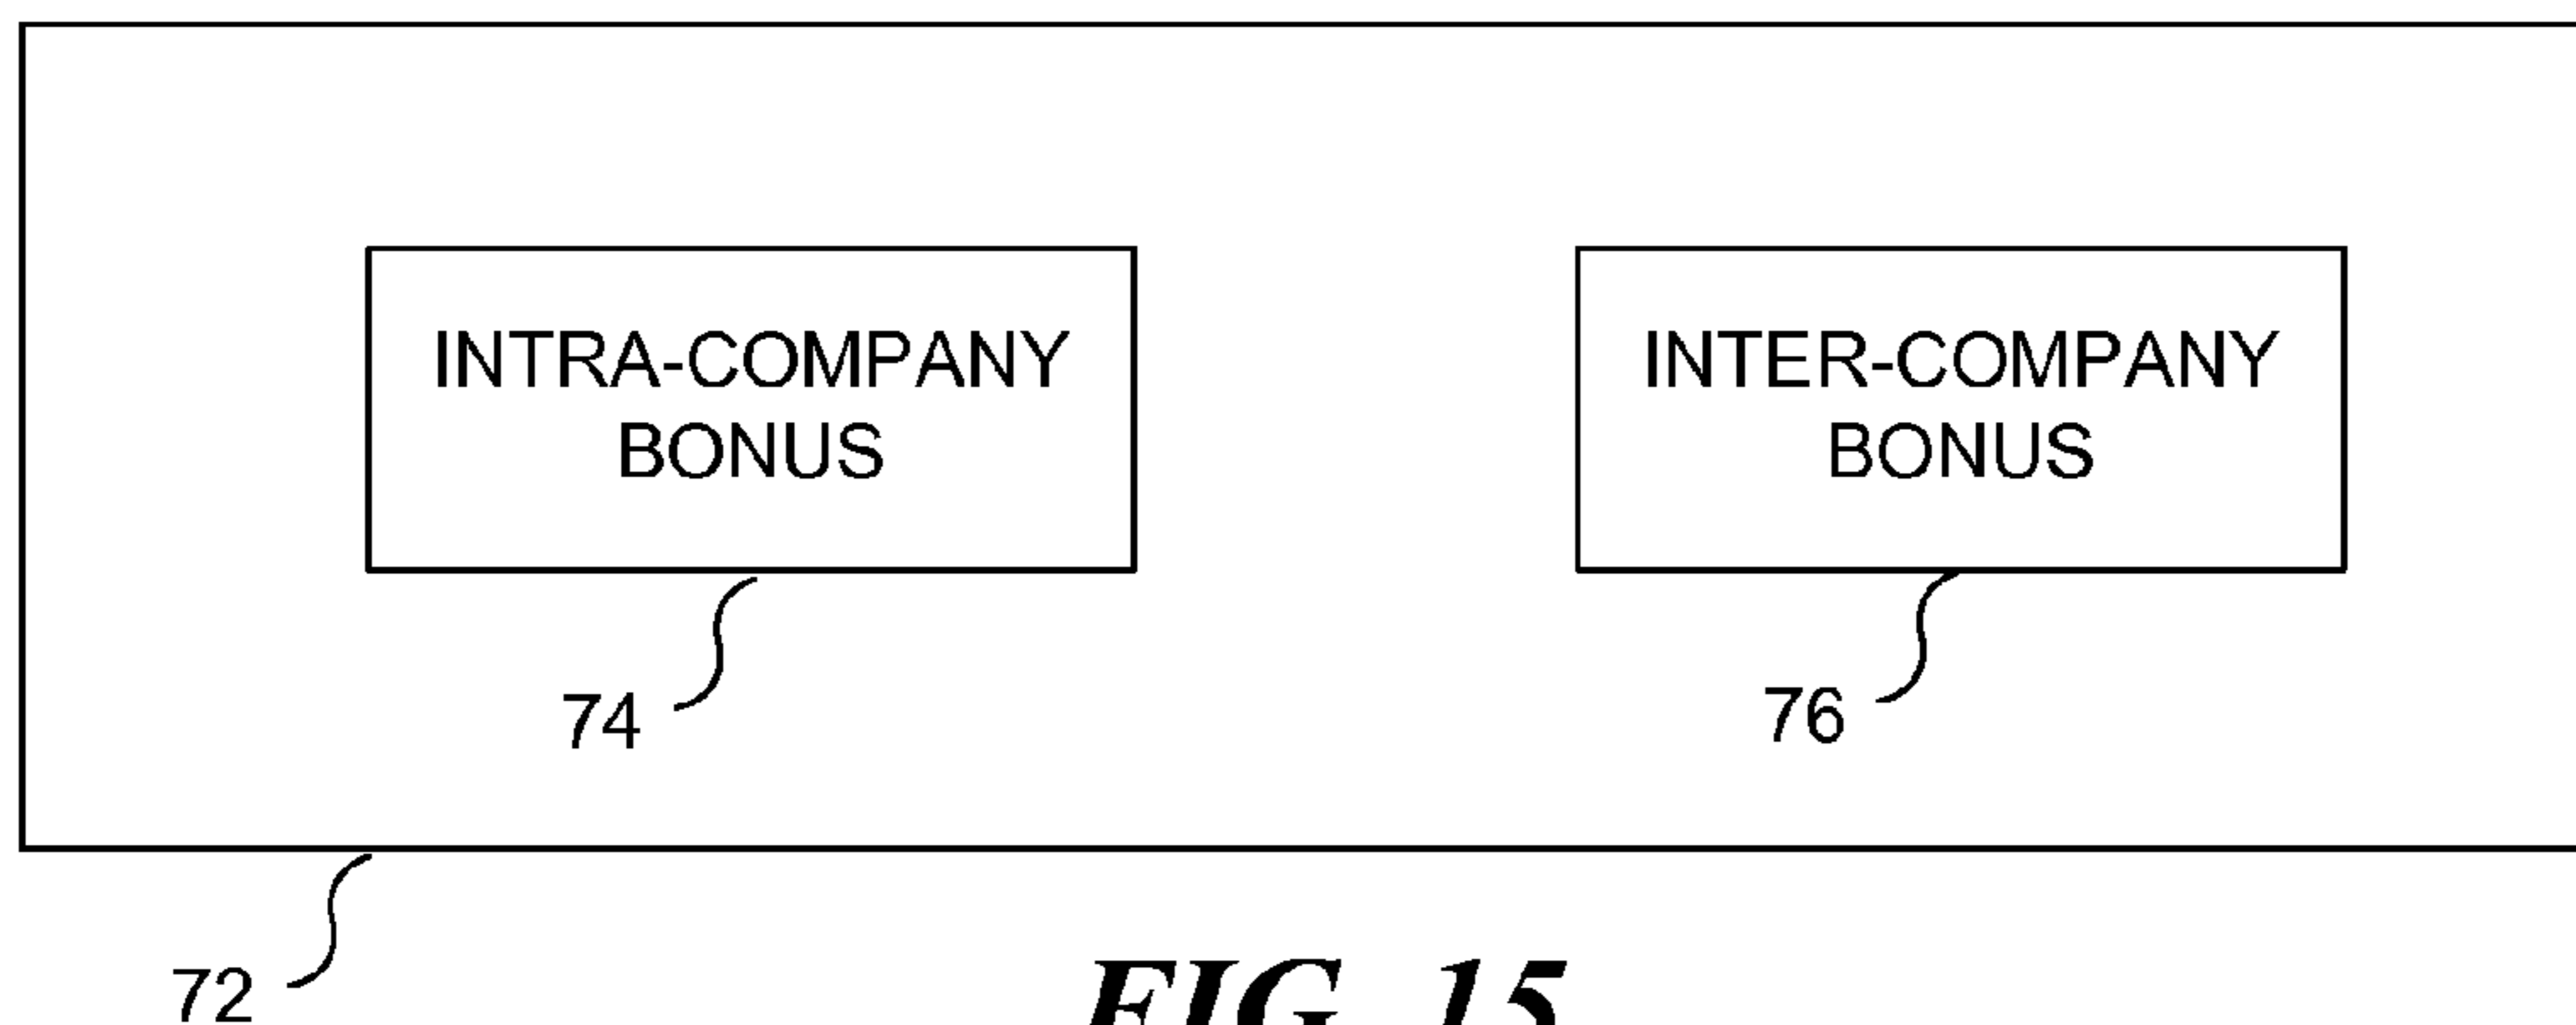 INTRA-COMPANY
BONUS
INTER-COMPANY
BONUS
74
76
72
FIG. 15